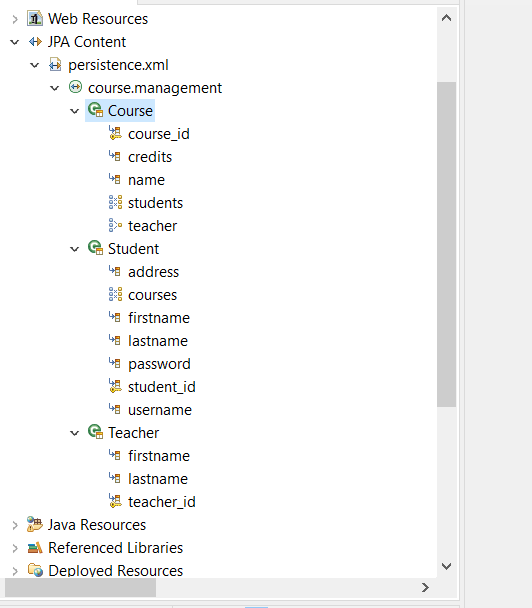 Web Resources
JPA Content
persistence.xml
course.management
Course
course_id
credits
name
students
teacher
Student
address
courses
firstname
lastname
password
student_id
username
Teacher
firstname
lastname
teacher_id
Java Resources
Referenced Libraries
Deployed Resources